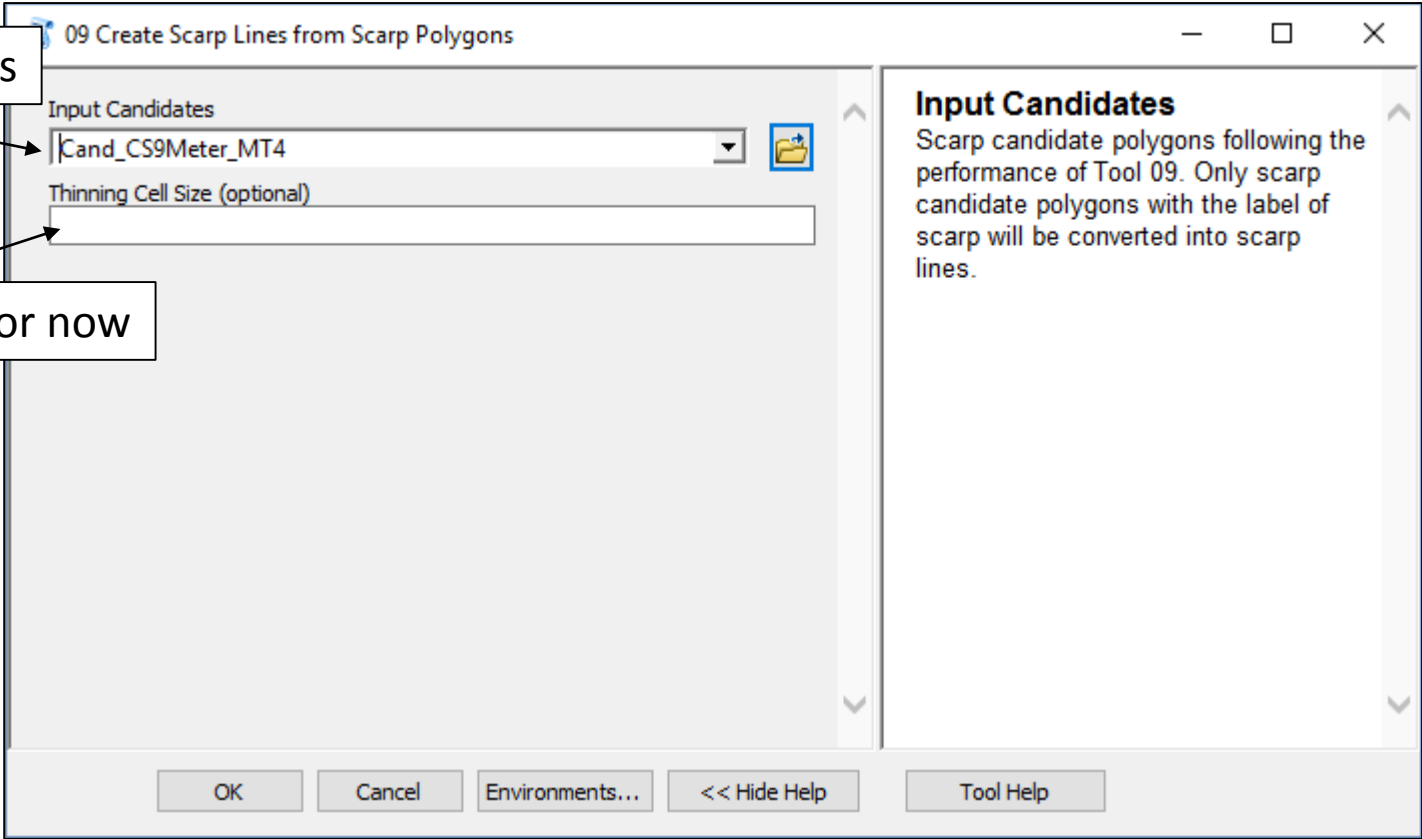 09 Create Scarp Lines from Scarp Polygons
s
Input Candidates
Cand_CS9Meter_MT4
Thinning Cell Size (optional)
or now
Input Candidates
Scarp candidate polygons following the
performance of Tool 09. Only scarp
candidate polygons with the label of
scarp will be converted into scarp
lines.
OK
Cancel
Environments...
<< Hide Help
Tool Help